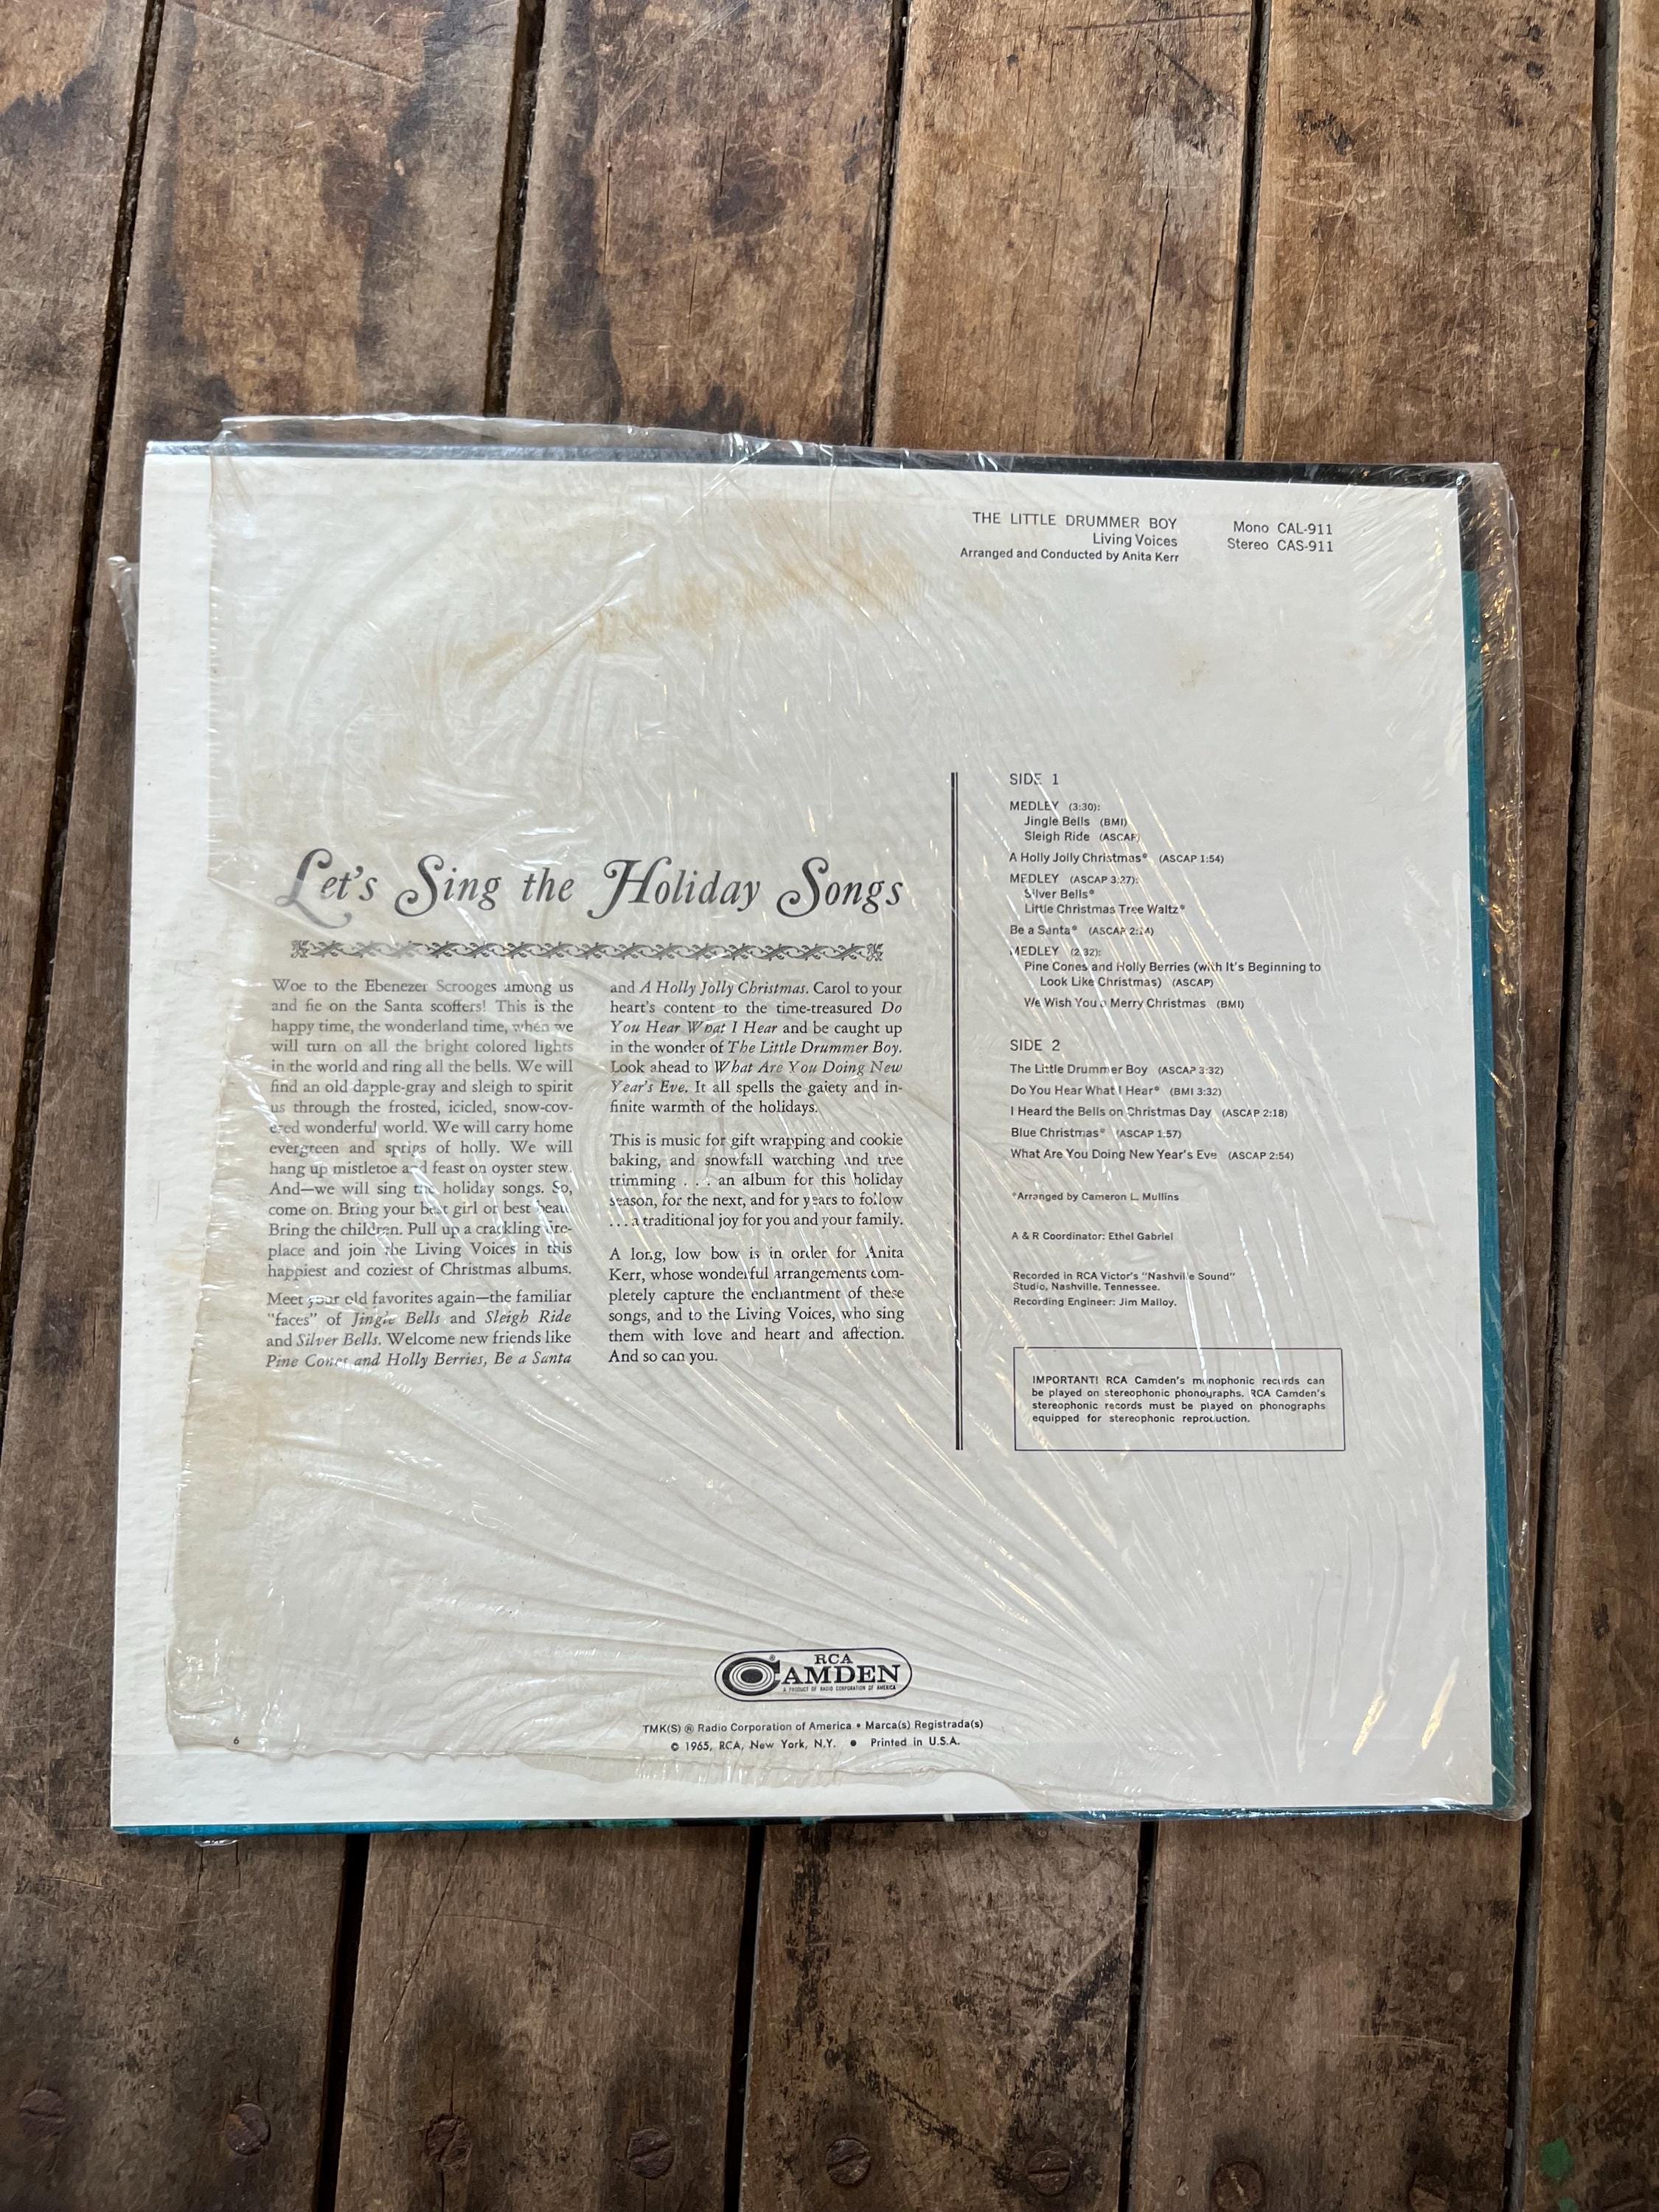 THE LITTLE DRUMMER BOY
Living Voices
Arranged and Conducted by Anita Kerr
Mono CAL-911
Stereo CAS-911
Let's Sing the Holiday Songs
Woe to the Ebenezer Scrooges among us
and fie on the Santa scoffers! This is the
happy time, the wonderland time, when we
will turn on all the bright colored lights
in the world and ring all the bells. We will
find an old dapple-gray and sleigh to spirit
us through the frosted, icicled, snow-cov-
ered wonderful world. We will carry home
evergreen and sprigs of holly. We will
hang up mistletoe and feast on oyster stew.
And—we will sing the holiday songs. So,
come on. Bring your best girl or best beau.
Bring the children. Pull up a crackling fire-
place and join the Living Voices in this
happiest and coziest of Christmas albums.
Meet your old favorites again—the familiar
"faces" of Jingle Bells and Sleigh Ride
and Silver Bells. Welcome new friends like
Pine Cones and Holly Berries, Be a Santa
and A Holly Jolly Christmas. Carol to your
heart's content to the time-treasured Do
You Hear What I Hear and be caught up
in the wonder of The Little Drummer Boy.
Look ahead to What Are You Doing New
Year's Eve. It all spells the gaiety and in-
finite warmth of the holidays.
This is music for gift wrapping and cookie
baking, and snowfall watching and tree
trimming . . . an album for this holiday
season, for the next, and for years to follow
. . . a traditional joy for you and your family.
A long, low bow is in order for Anita
Kerr, whose wonderful arrangements com-
pletely capture the enchantment of these
songs, and to the Living Voices, who sing
them with love and heart and affection.
And so can you.
SIDE 1
MEDLEY (3:30):
Jingle Bells (BMI)
Sleigh Ride (ASCAP)
A Holly Jolly Christmas* (ASCAP 1:54)
MEDLEY (ASCAP 3:27):
Silver Bells*
Little Christmas Tree Waltz*
Be a Santa* (ASCAP 2:14)
MEDLEY (2:32):
Pine Cones and Holly Berries (with It's Beginning to
Look Like Christmas) (ASCAP)
We Wish You a Merry Christmas (BMI)
SIDE 2
The Little Drummer Boy (ASCAP 3:32)
Do You Hear What I Hear* (BMI 3:32)
I Heard the Bells on Christmas Day (ASCAP 2:18)
Blue Christmas* (ASCAP 1:57)
What Are You Doing New Year's Eve (ASCAP 2:54)
*Arranged by Cameron L. Mullins
A & R Coordinator: Ethel Gabriel
Recorded in RCA Victor's "Nashville Sound"
Studio, Nashville, Tennessee.
Recording Engineer: Jim Malloy.
IMPORTANT! RCA Camden's monophonic records can
be played on stereophonic phonographs. RCA Camden's
stereophonic records must be played on phonographs
equipped for stereophonic reproduction.
RCA
CAMDEN ®
A PRODUCT OF RADIO CORPORATION OF AMERICA
TMK(S) ® Radio Corporation of America • Marca(s) Registrada(s)
© 1965, RCA, New York, N.Y. • Printed in U.S.A.
6